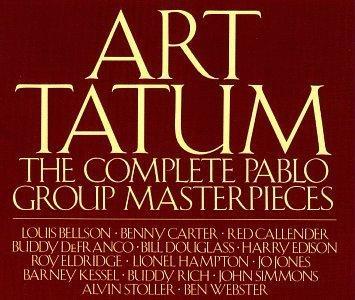 ART
TATUM
THE COMPLETE PABLO
GROUP MASTERPIECES
LOUIS BELLSON · BENNY CARTER · RED CALLENDER
BUDDY DeFRANCO · BILL DOUGLASS · HARRY EDISON
ROY ELDRIDGE · LIONEL HAMPTON · JO JONES
BARNEY KESSEL · BUDDY RICH · JOHN SIMMONS
ALVIN STOLLER · BEN WEBSTER